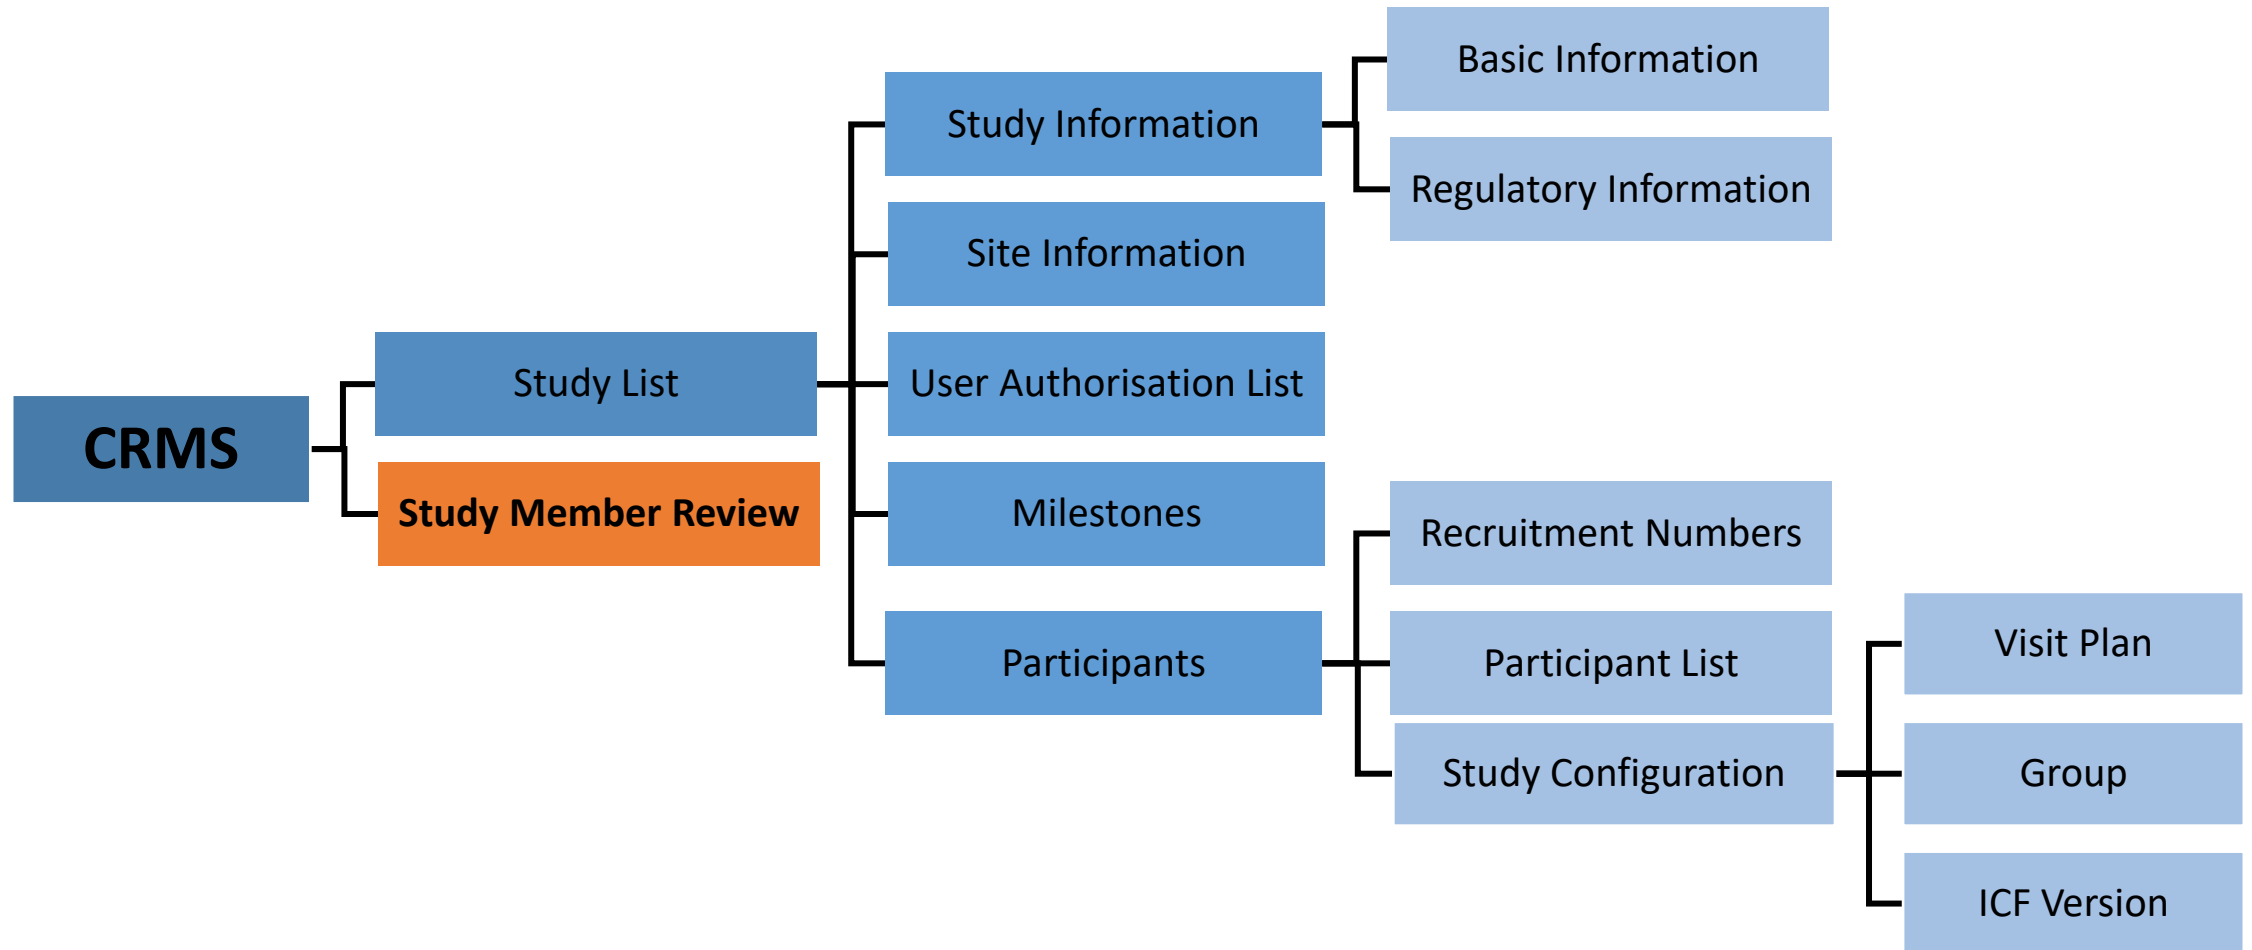 CRMS
Study List
Study Member Review
Study Information
Site Information
User Authorisation List
Milestones
Participants
Basic Information
Regulatory Information
Recruitment Numbers
Participant List
Study Configuration
Visit Plan
Group
ICF Version